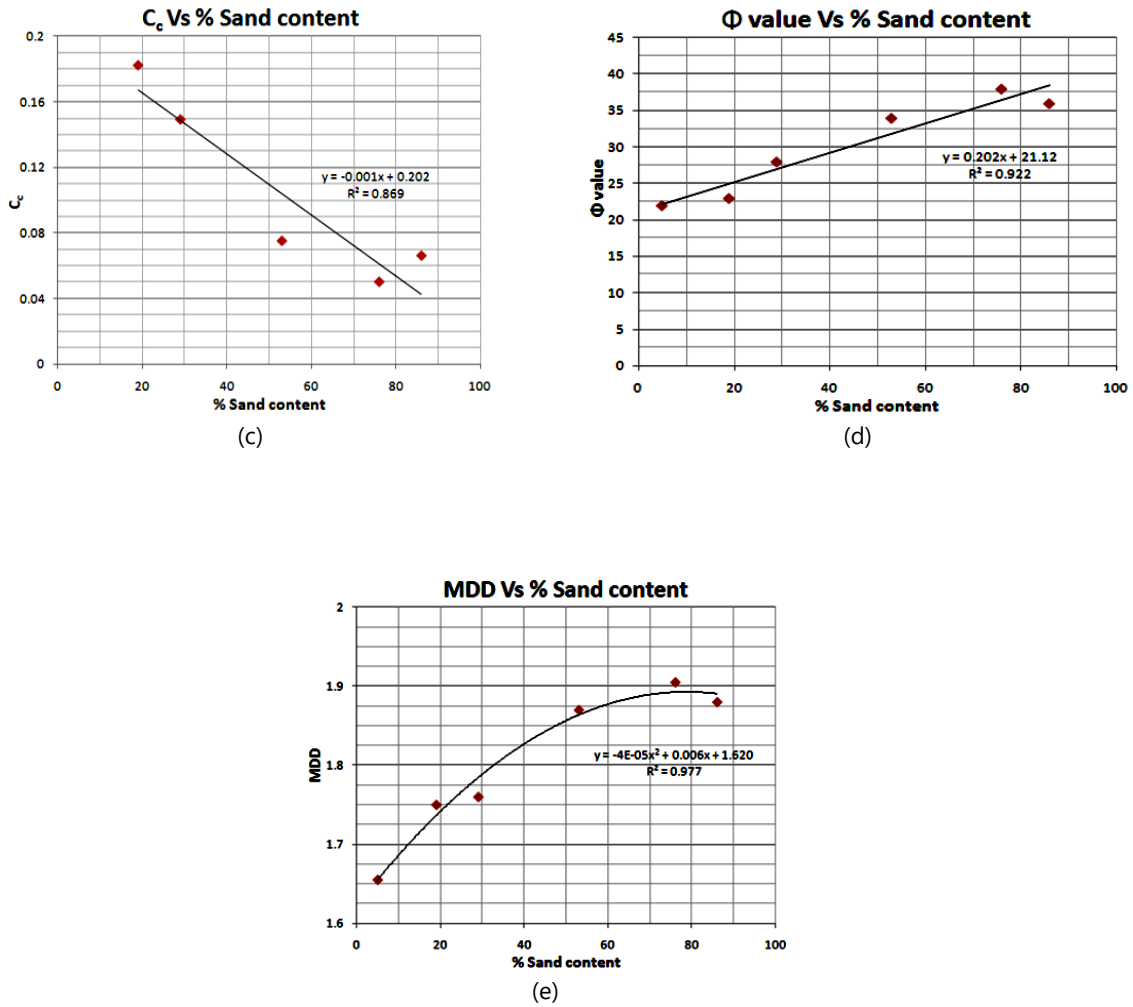 C_c Vs % Sand content
0.2
0.16
0.12
0.08
0.04
0
C_c
y = -0.001x + 0.202
R² = 0.869
0 20 40 60 80 100
% Sand content
(c)
Φ value Vs % Sand content
45
40
35
30
25
20
15
10
5
0
Φ value
y = 0.202x + 21.12
R² = 0.922
0 20 40 60 80 100
% Sand content
(d)
MDD Vs % Sand content
2
1.9
1.8
1.7
1.6
MDD
y = -4E-05x² + 0.006x + 1.620
R² = 0.977
0 20 40 60 80 100
% Sand content
(e)